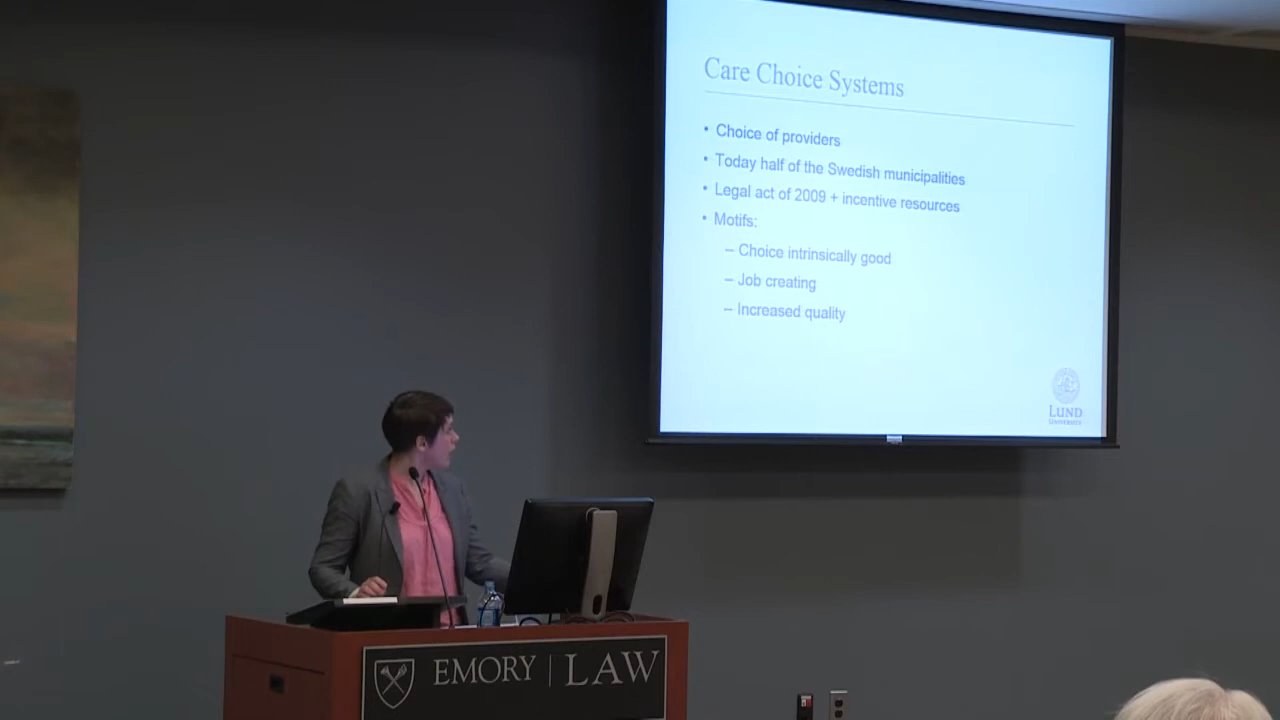 Care Choice Systems
• Choice of providers
• Today half of the Swedish municipalities
• Legal act of 2009 + incentive resources
• Motifs:
– Choice intrinsically good
– Job creating
– Increased quality
LUND
UNIVERSITY
EMORY | LAW